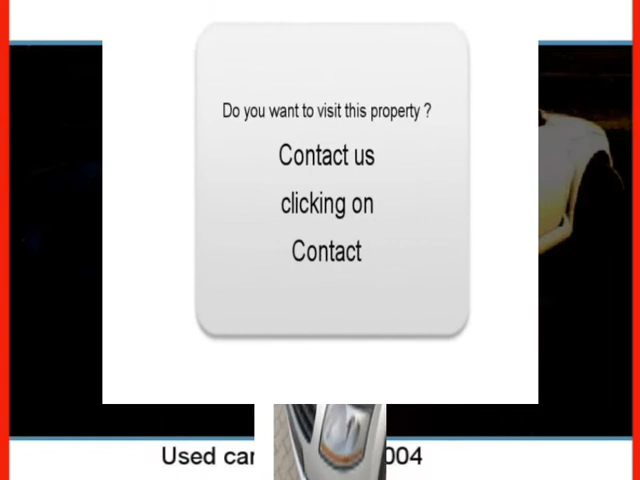 Do you want to visit this property ?
Contact us
clicking on
Contact
Used car 004